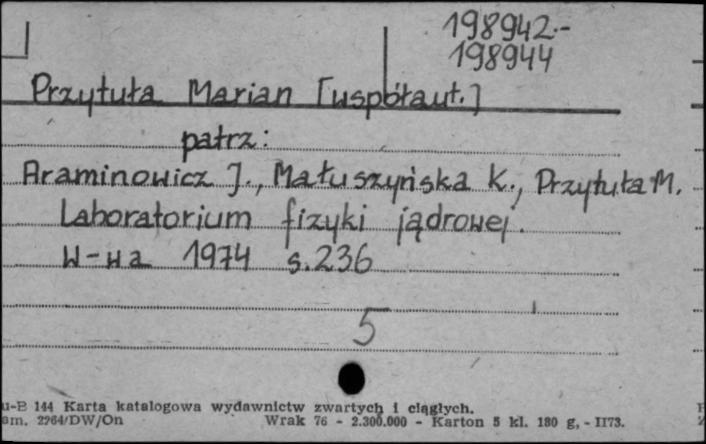 198942.-
198944
Przytuła Marian [współaut.]
patrz:
Araminowicz J., Małuszyńska K., Przytuła M.
Laboratorium fizyki jądrowej.
W-wa 1974 s.236
5
u-B 144 Karta katalogowa wydawnictw zwartych i ciągłych.
am. 2964/DW/On Wrak 76 - 2.300.000 - Karton 5 kl. 180 g, - II73.